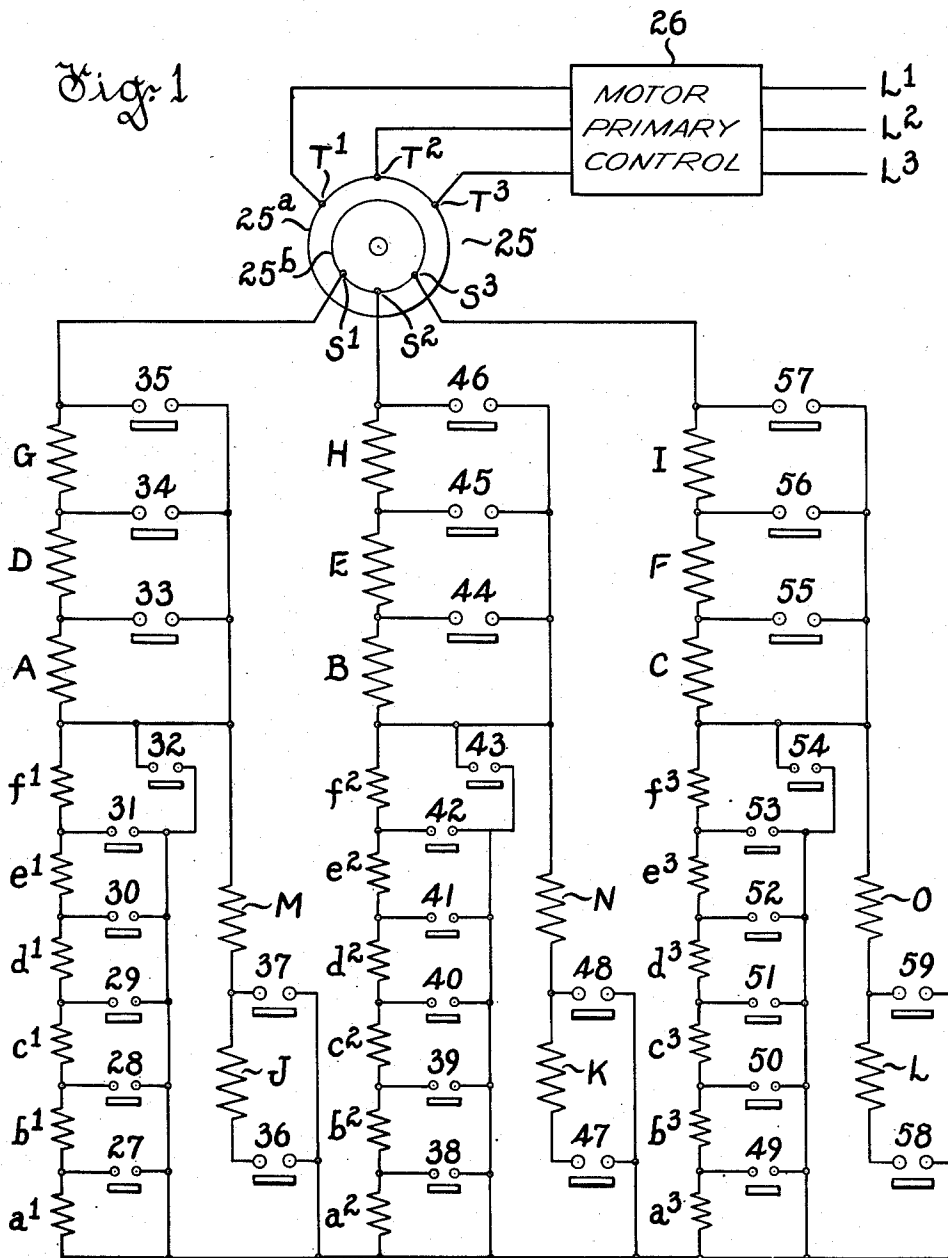 Fig. 1
26
MOTOR PRIMARY CONTROL
L1
L2
L3
T1
T2
T3
25a
25b
25
S1
S2
S3
35
46
57
G
H
I
34
45
56
D
E
F
33
44
55
A
B
C
32
43
54
f1
f2
f3
31
42
53
e1
e2
e3
30
41
52
M
N
O
d1
d2
d3
29
37
40
48
51
59
c1
c2
c3
28
J
39
K
50
L
b1
b2
b3
27
36
38
47
49
58
a1
a2
a3